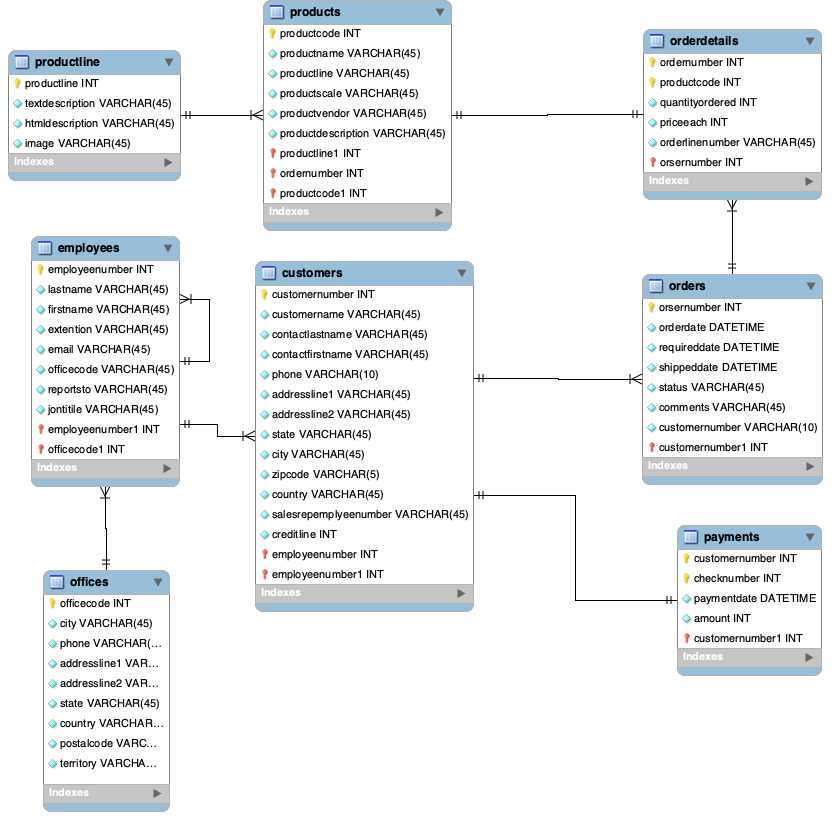 productline
productline INT
textdescription VARCHAR(45)
htmldescription VARCHAR(45)
image VARCHAR(45)
Indexes
products
productcode INT
productname VARCHAR(45)
productline VARCHAR(45)
productscale VARCHAR(45)
productvendor VARCHAR(45)
productdescription VARCHAR(45)
productline1 INT
ordernumber INT
productcode1 INT
Indexes
orderdetails
ordernumber INT
productcode INT
quantityordered INT
priceeach INT
orderlinenumber VARCHAR(45)
orsernumber INT
Indexes
employees
employeenumber INT
lastname VARCHAR(45)
firstname VARCHAR(45)
extention VARCHAR(45)
email VARCHAR(45)
officecode VARCHAR(45)
reportsto VARCHAR(45)
jontitile VARCHAR(45)
employeenumber1 INT
officecode1 INT
Indexes
customers
customernumber INT
customername VARCHAR(45)
contactlastname VARCHAR(45)
contactfirstname VARCHAR(45)
phone VARCHAR(10)
addressline1 VARCHAR(45)
addressline2 VARCHAR(45)
state VARCHAR(45)
city VARCHAR(45)
zipcode VARCHAR(5)
country VARCHAR(45)
salesrepemplyeenumber VARCHAR(45)
creditline INT
employeenumber INT
employeenumber1 INT
Indexes
orders
orsernumber INT
orderdate DATETIME
requireddate DATETIME
shippeddate DATETIME
status VARCHAR(45)
comments VARCHAR(45)
customernumber VARCHAR(10)
customernumber1 INT
Indexes
payments
customernumber INT
checknumber INT
paymentdate DATETIME
amount INT
customernumber1 INT
Indexes
offices
officecode INT
city VARCHAR(45)
phone VARCHAR(...
addressline1 VAR...
addressline2 VAR...
state VARCHAR(45)
country VARCHAR...
postalcode VARC...
territory VARCHA...
Indexes